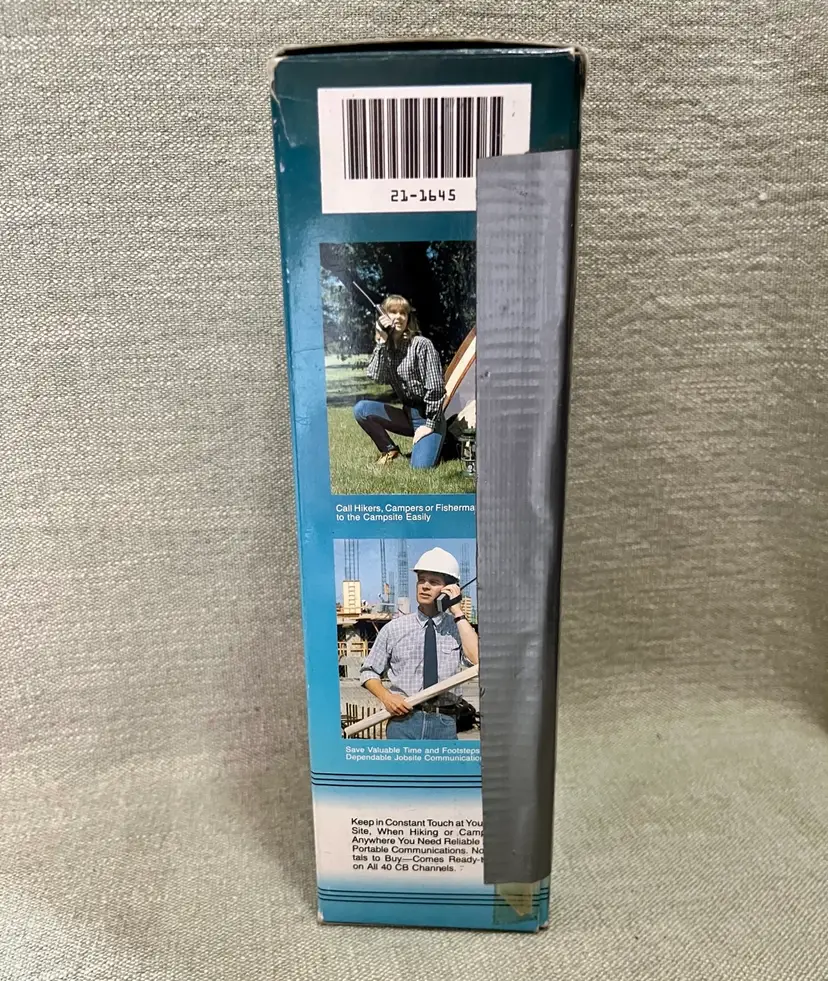 21-1645
Call Hikers, Campers or Fisherma
to the Campsite Easily
Save Valuable Time and Footsteps
Dependable Jobsite Communicatio
Keep in Constant Touch at You
Site, When Hiking or Camp
Anywhere You Need Reliable
Portable Communications. No
tals to Buy—Comes Ready-
on All 40 CB Channels.